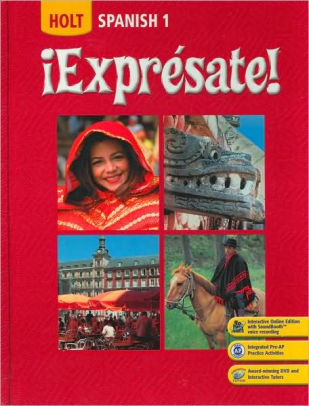 HOLT SPANISH 1
¡Exprésate!
Interactive Online Edition
with SoundBooth™
voice recording
Integrated Pre-AP
Practice Activities
Award-winning DVD and
Interactive Tutors